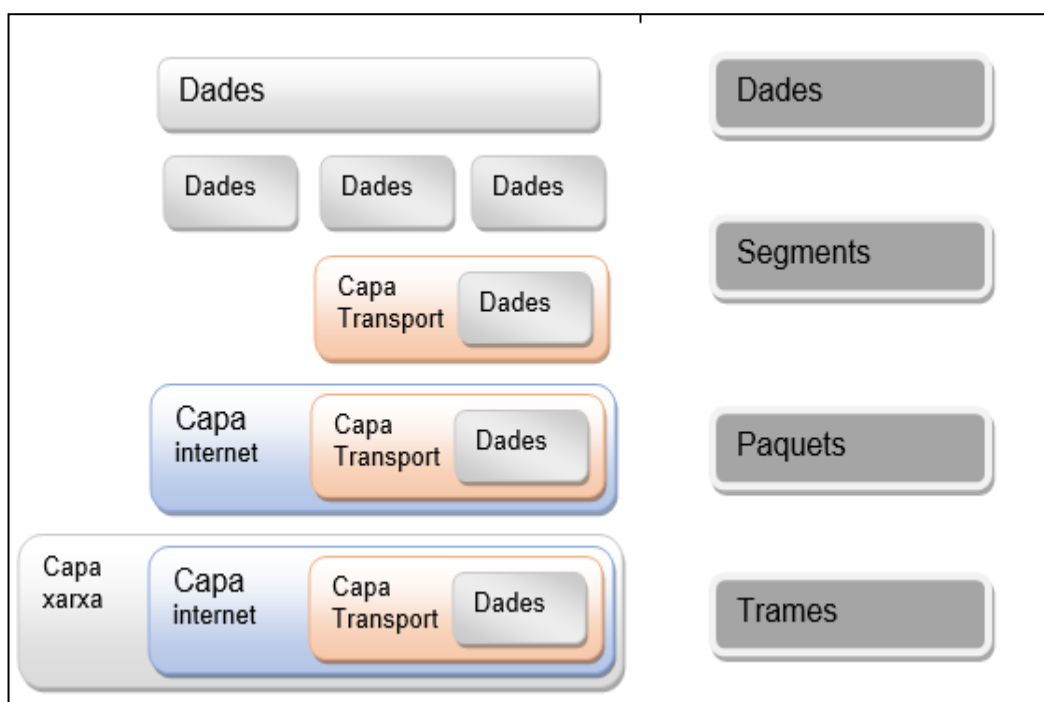 Dades
Dades
Dades Dades Dades
Segments
Capa
Transport
Dades
Capa
internet
Capa
Transport
Dades
Paquets
Capa
xarxa
Capa
internet
Capa
Transport
Dades
Trames